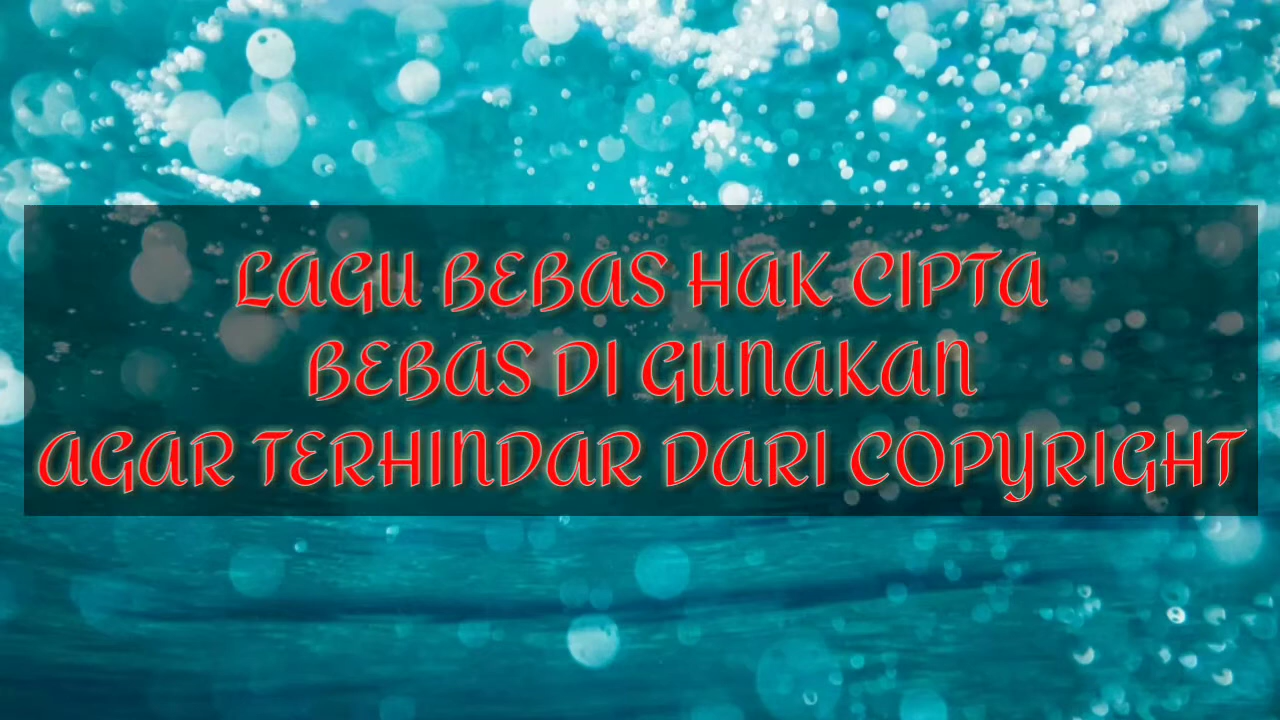 LAGU BEBAS HAK CIPTA
BEBAS DI GUNAKAN
AGAR TERHINDAR DARI COPYRIGHT